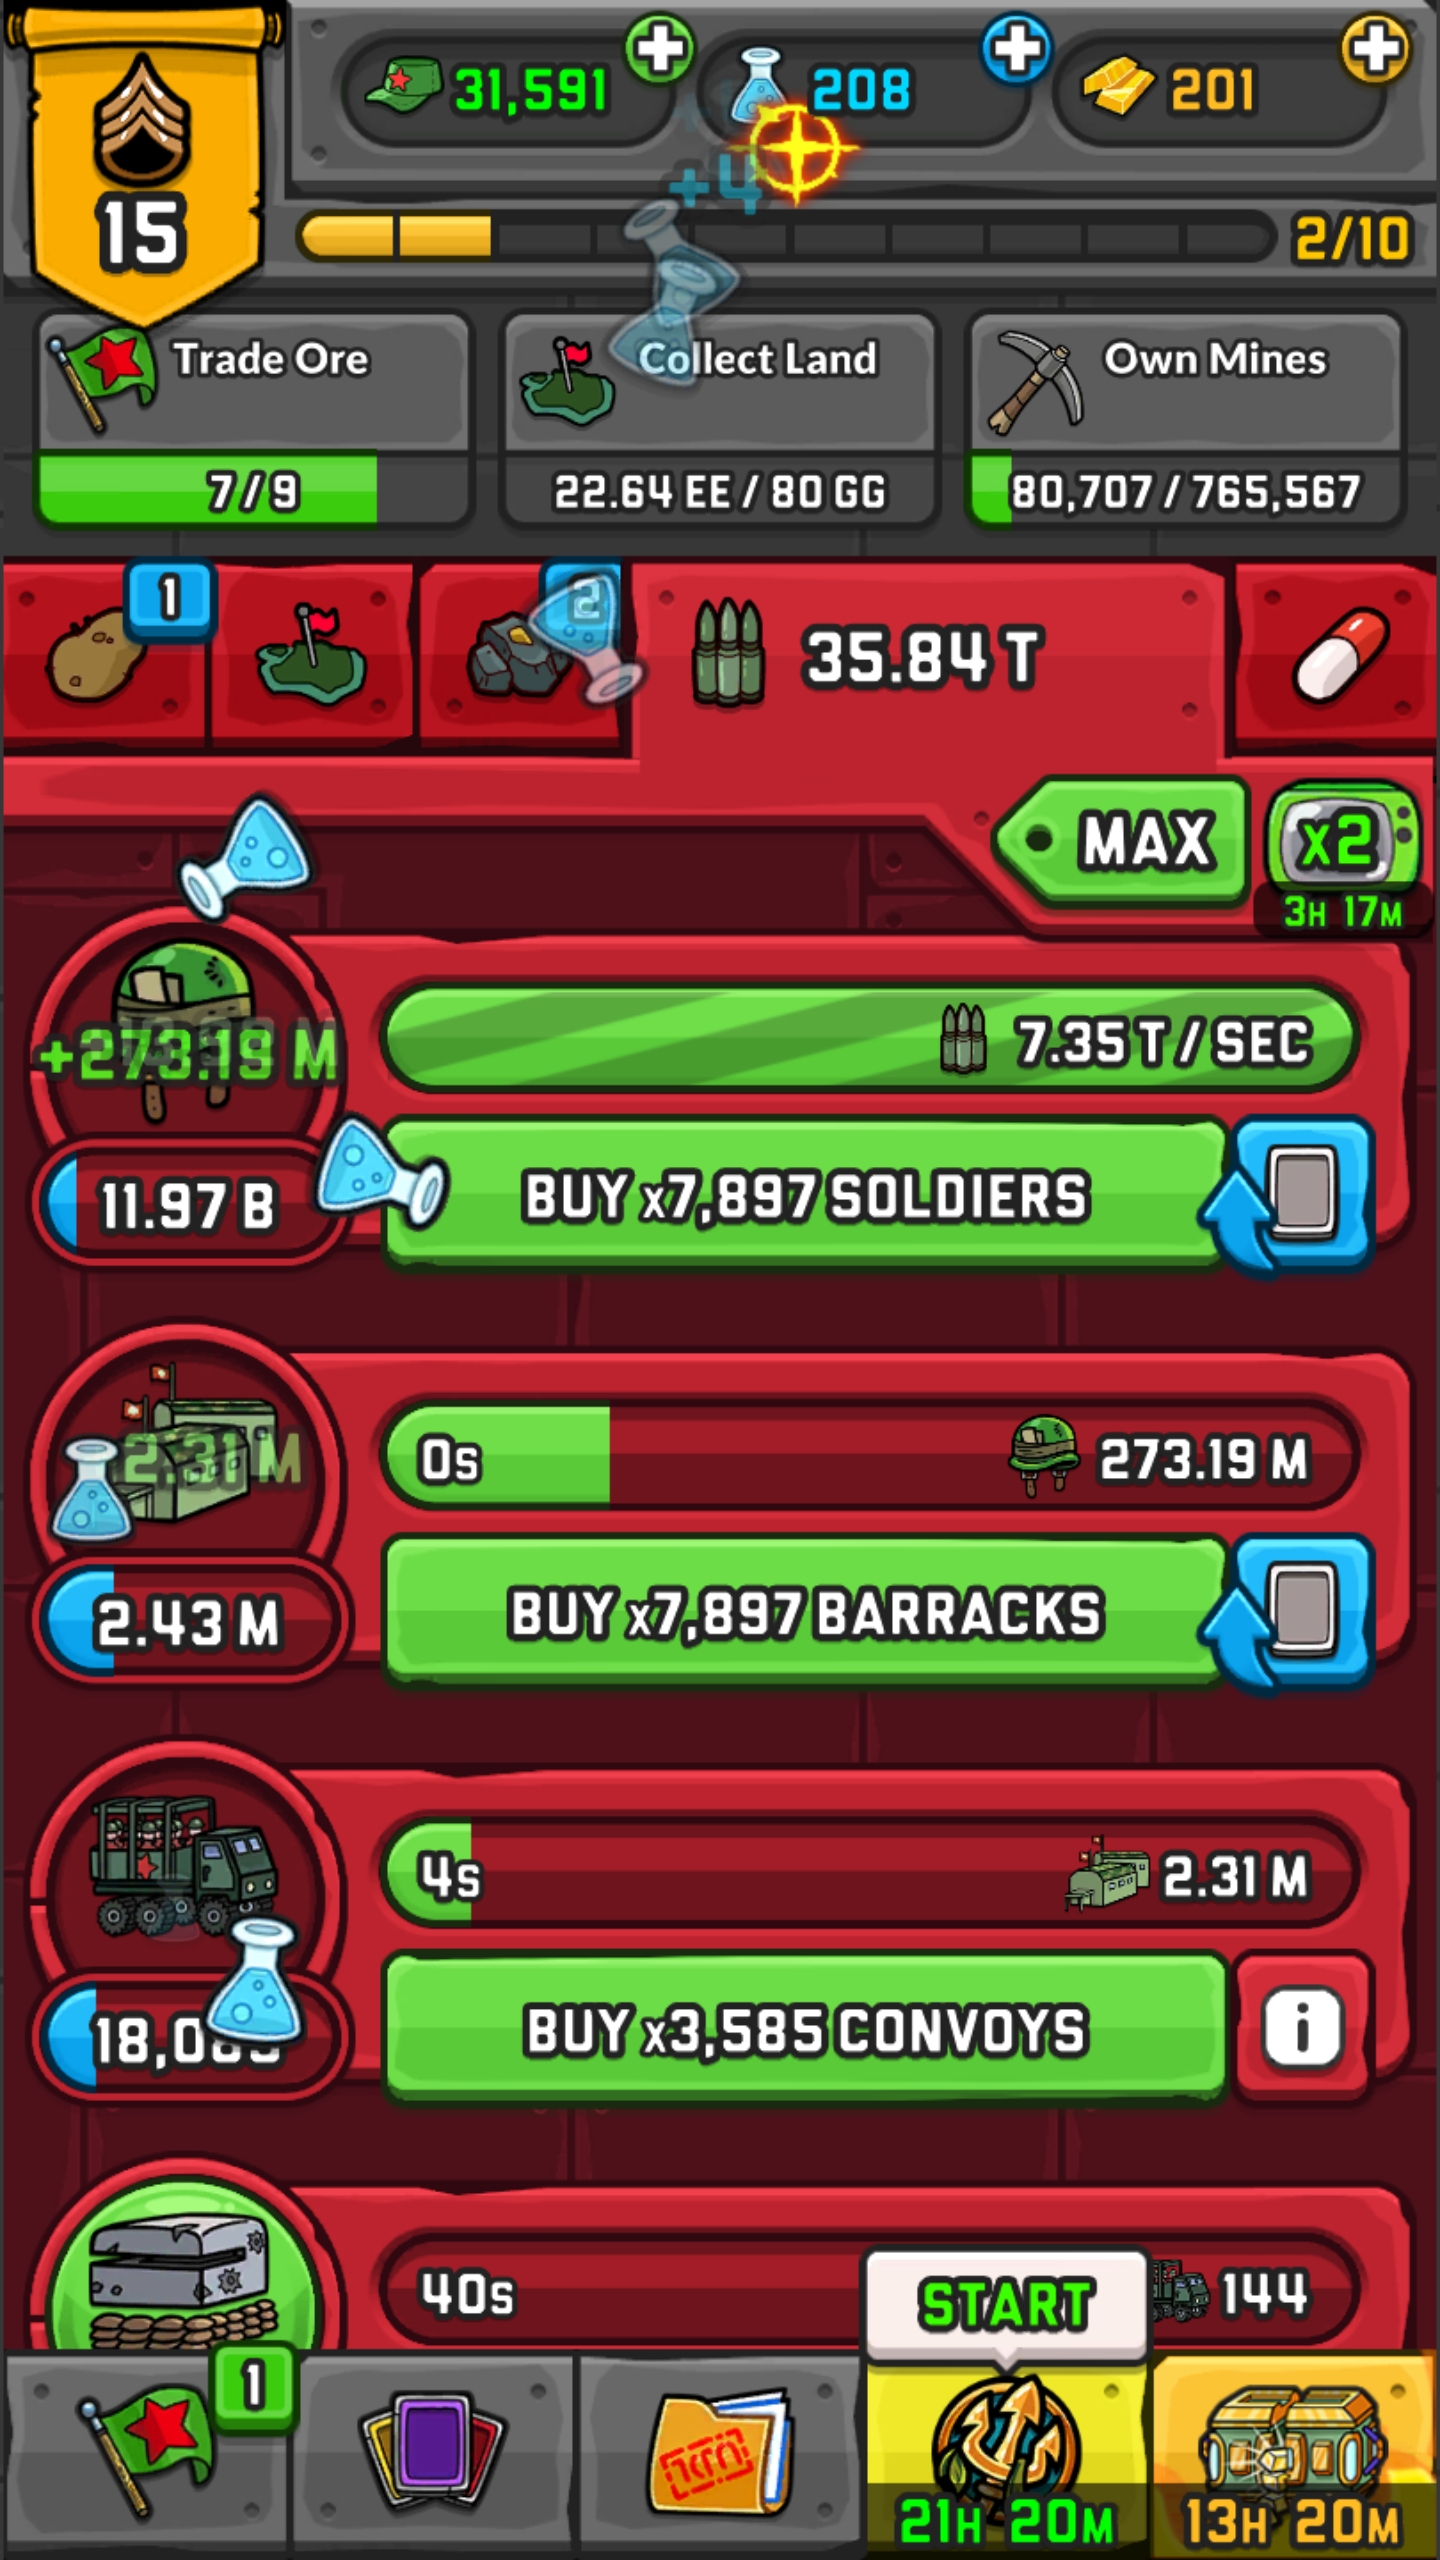 31,591
208
201
+4
15
2/10
Trade Ore
Collect Land
Own Mines
7/9
22.64 EE / 80 GG
80,707 / 765,567
1
2
35.84 T
MAX
x2
3H 17M
+273.19 M
7.35 T / SEC
11.97 B
BUY x7,897 SOLDIERS
2.31 M
0s
273.19 M
2.43 M
BUY x7,897 BARRACKS
4s
2.31 M
BUY x3,585 CONVOYS
i
40s
144
START
1
21H 20M
13H 20M